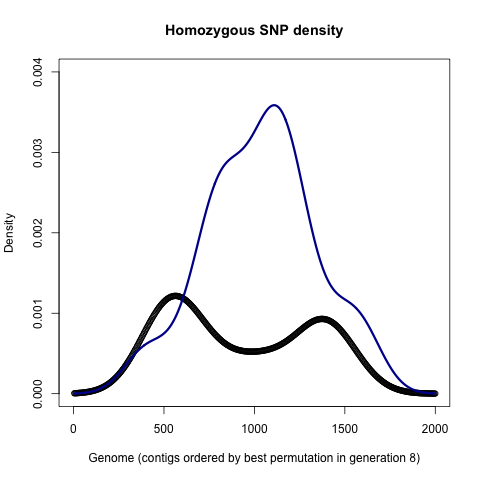 Homozygous SNP density
Density
0.004
0.003
0.002
0.001
0.000
0 500 1000 1500 2000
Genome (contigs ordered by best permutation in generation 8)